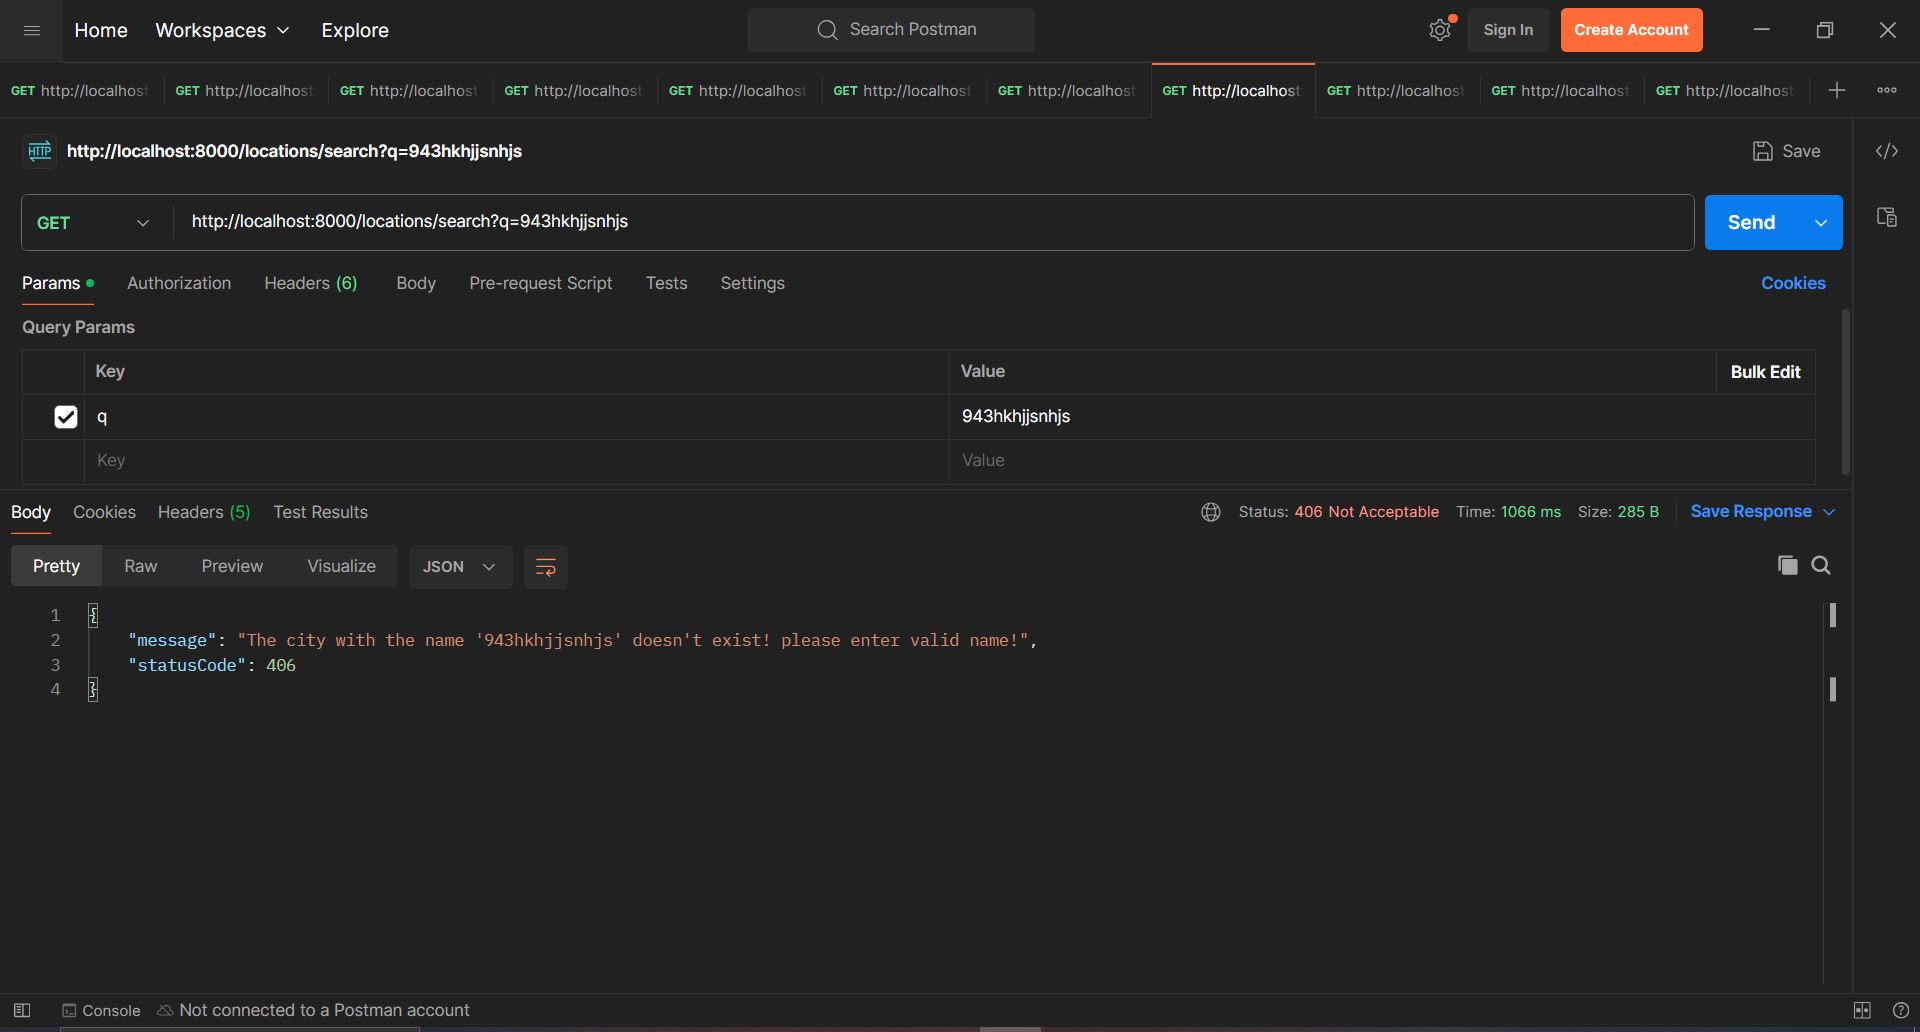 Home Workspaces Explore Search Postman Sign In Create Account
GET http://localhost GET http://localhost GET http://localhost GET http://localhost GET http://localhost GET http://localhost GET http://localhost GET http://localhost GET http://localhost GET http://localhost GET http://localhost
HTTP http://localhost:8000/locations/search?q=943hkhjjsnhjs Save
GET http://localhost:8000/locations/search?q=943hkhjjsnhjs Send
Params Authorization Headers (6) Body Pre-request Script Tests Settings Cookies
Query Params
Key Value Bulk Edit
q 943hkhjjsnhjs
Key Value
Body Cookies Headers (5) Test Results Status: 406 Not Acceptable Time: 1066 ms Size: 285 B Save Response
Pretty Raw Preview Visualize JSON
1 {
2 "message": "The city with the name '943hkhjjsnhjs' doesn't exist! please enter valid name!",
3 "statusCode": 406
4 }
Console Not connected to a Postman account